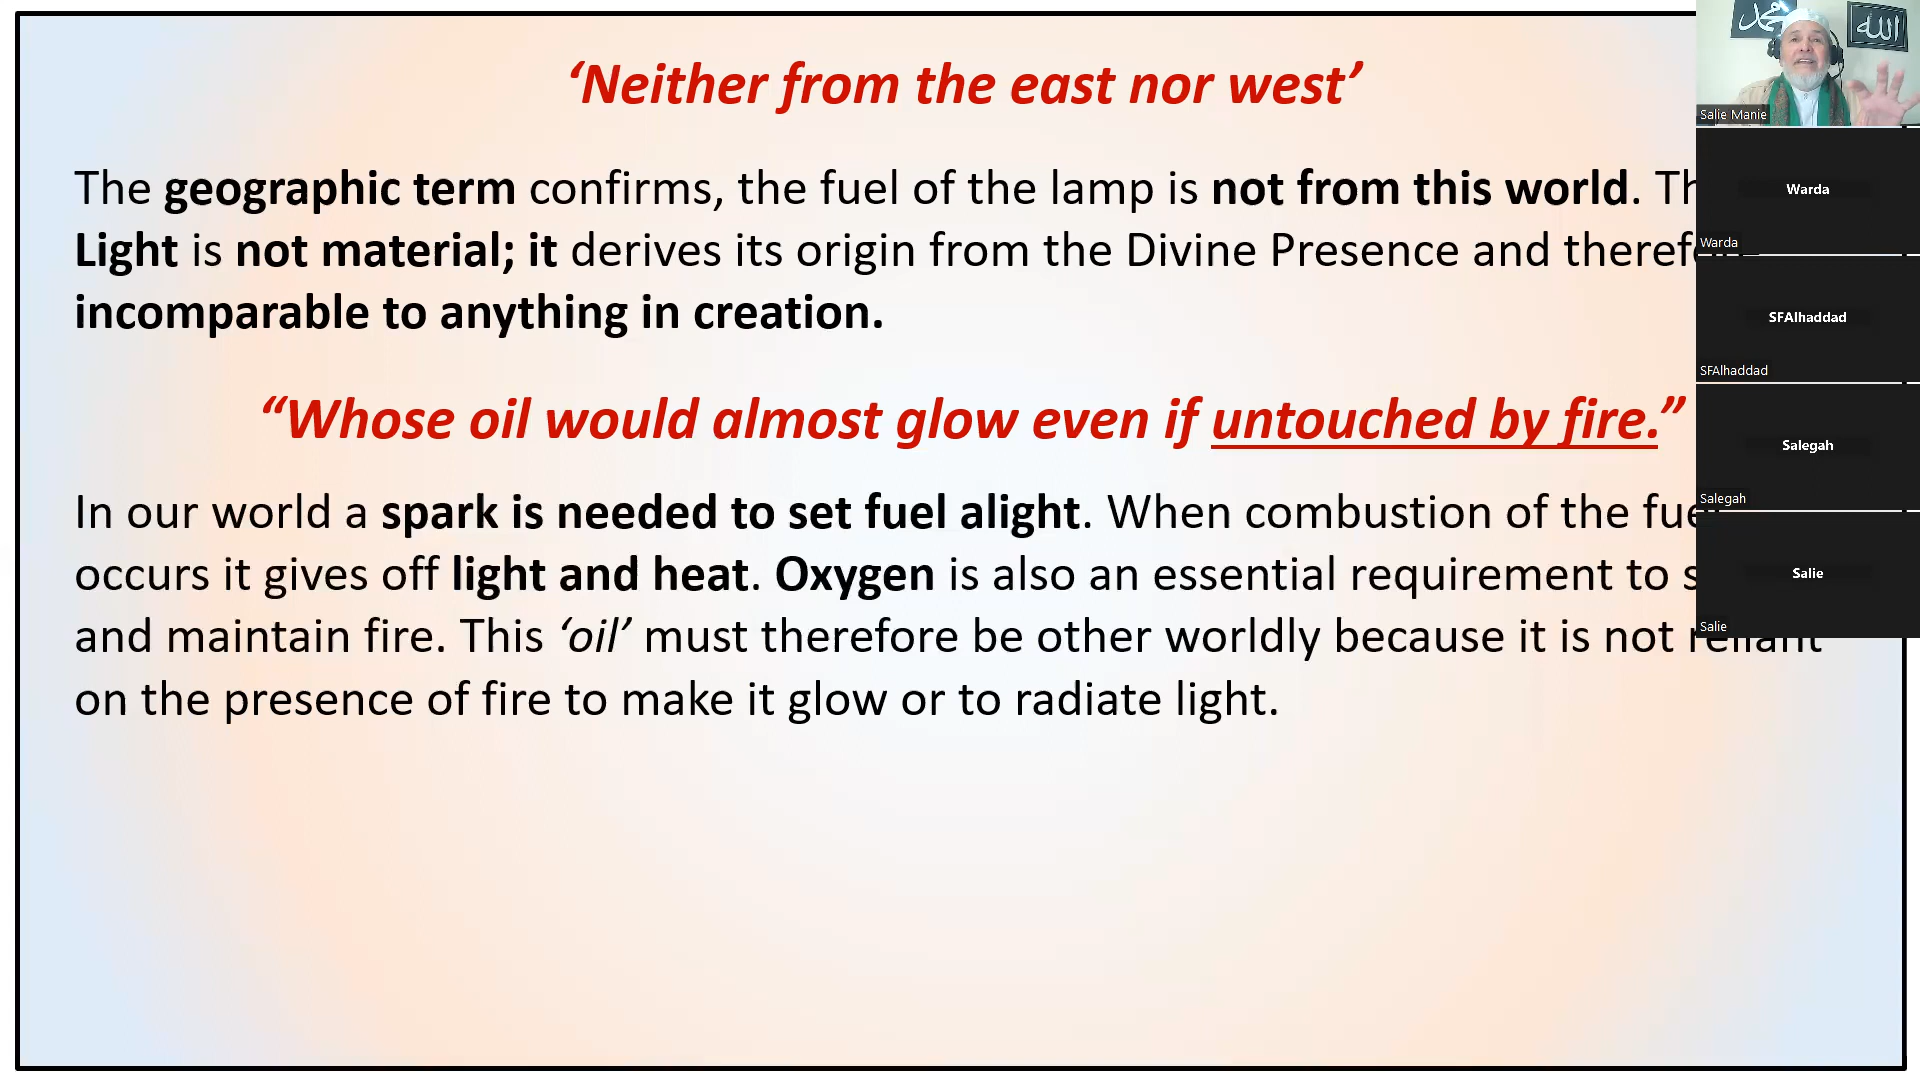 ‘Neither from the east nor west’
The geographic term confirms, the fuel of the lamp is not from this world.
Light is not material; it derives its origin from the Divine Presence and therefore
incomparable to anything in creation.
“Whose oil would almost glow even if untouched by fire.”
In our world a spark is needed to set fuel alight. When combustion of the fuel
occurs it gives off light and heat. Oxygen is also an essential requirement to
and maintain fire. This ‘oil’ must therefore be other worldly because it is not reliant
on the presence of fire to make it glow or to radiate light.
محمد
الله
Salie Manie
Warda
Warda
SFAlhaddad
SFAlhaddad
Salegah
Salegah
Salie
Salie